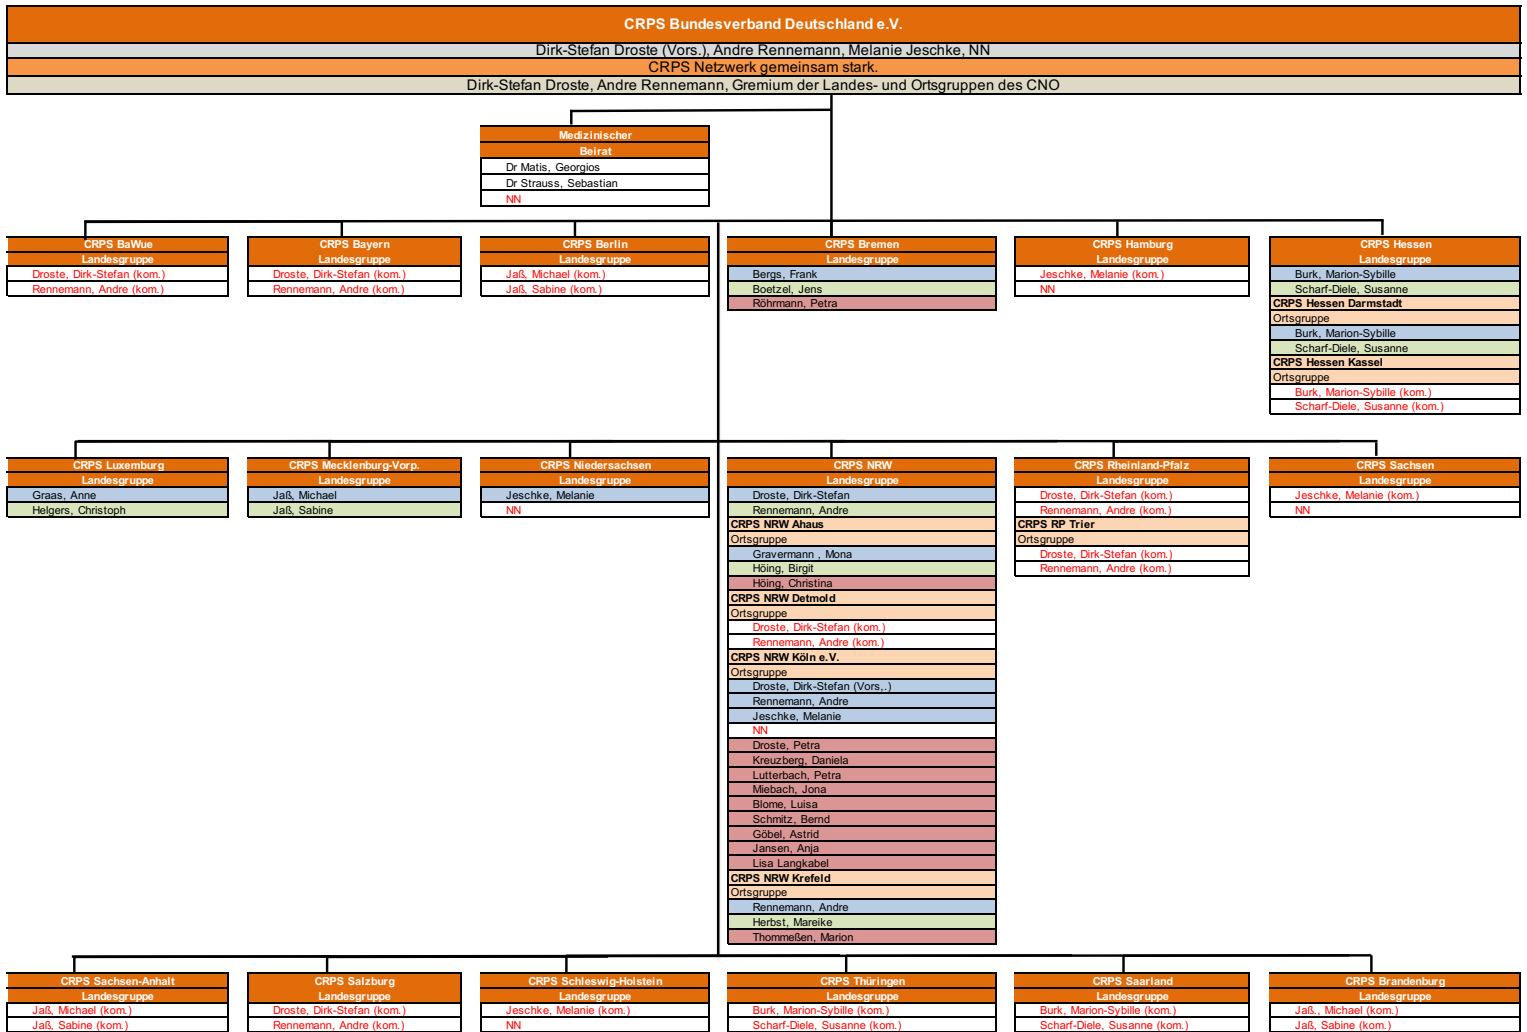 CRPS Bundesverband Deutschland e.V.
Dirk-Stefan Droste (Vors.), Andre Rennemann, Melanie Jeschke, NN
CRPS Netzwerk gemeinsam stark.
Dirk-Stefan Droste, Andre Rennemann, Gremium der Landes- und Ortsgruppen des CNO
Medizinischer
Beirat
Dr Matis, Georgios
Dr Strauss, Sebastian
NN
CRPS BaWue
Landesgruppe
Droste, Dirk-Stefan (kom.)
Rennemann, Andre (kom.)
CRPS Bayern
Landesgruppe
Droste, Dirk-Stefan (kom.)
Rennemann, Andre (kom.)
CRPS Berlin
Landesgruppe
Jaß, Michael (kom.)
Jaß, Sabine (kom.)
CRPS Bremen
Landesgruppe
Bergs, Frank
Boetzel, Jens
Röhrmann, Petra
CRPS Hamburg
Landesgruppe
Jeschke, Melanie (kom.)
NN
CRPS Hessen
Landesgruppe
Burk, Marion-Sybille
Scharf-Diele, Susanne
CRPS Hessen Darmstadt
Ortsgruppe
Burk, Marion-Sybille
Scharf-Diele, Susanne
CRPS Hessen Kassel
Ortsgruppe
Burk, Marion-Sybille (kom.)
Scharf-Diele, Susanne (kom.)
CRPS Luxemburg
Landesgruppe
Graas, Anne
Helgers, Christoph
CRPS Mecklenburg-Vorp.
Landesgruppe
Jaß, Michael
Jaß, Sabine
CRPS Niedersachsen
Landesgruppe
Jeschke, Melanie
NN
CRPS NRW
Landesgruppe
Droste, Dirk-Stefan
Rennemann, Andre
CRPS NRW Ahaus
Ortsgruppe
Gravermann , Mona
Höing, Birgit
Höing, Christina
CRPS NRW Detmold
Ortsgruppe
Droste, Dirk-Stefan (kom.)
Rennemann, Andre (kom.)
CRPS NRW Köln e.V.
Ortsgruppe
Droste, Dirk-Stefan (Vors,.)
Rennemann, Andre
Jeschke, Melanie
NN
Droste, Petra
Kreuzberg, Daniela
Lutterbach, Petra
Miebach, Jona
Blome, Luisa
Schmitz, Bernd
Göbel, Astrid
Jansen, Anja
Lisa Langkabel
CRPS NRW Krefeld
Ortsgruppe
Rennemann, Andre
Herbst, Mareike
Thommeßen, Marion
CRPS Rheinland-Pfalz
Landesgruppe
Droste, Dirk-Stefan (kom.)
Rennemann, Andre (kom.)
CRPS RP Trier
Ortsgruppe
Droste, Dirk-Stefan (kom.)
Rennemann, Andre (kom.)
CRPS Sachsen
Landesgruppe
Jeschke, Melanie (kom.)
NN
CRPS Sachsen-Anhalt
Landesgruppe
Jaß, Michael (kom.)
Jaß, Sabine (kom.)
CRPS Salzburg
Landesgruppe
Droste, Dirk-Stefan (kom.)
Rennemann, Andre (kom.)
CRPS Schleswig-Holstein
Landesgruppe
Jeschke, Melanie (kom.)
NN
CRPS Thüringen
Landesgruppe
Burk, Marion-Sybille (kom.)
Scharf-Diele, Susanne (kom.)
CRPS Saarland
Landesgruppe
Burk, Marion-Sybille (kom.)
Scharf-Diele, Susanne (kom.)
CRPS Brandenburg
Landesgruppe
Jaß., Michael (kom.)
Jaß, Sabine (kom.)